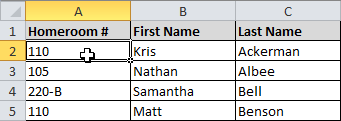 A B C
1 Homeroom # First Name Last Name
2 110 Kris Ackerman
3 105 Nathan Albee
4 220-B Samantha Bell
5 110 Matt Benson